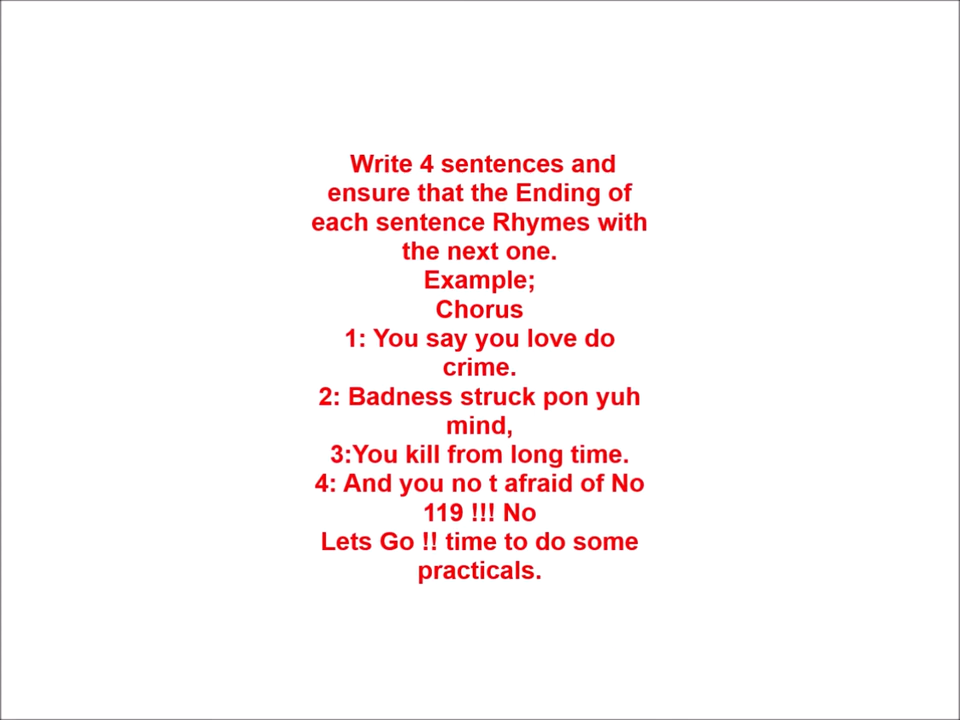 Write 4 sentences and
ensure that the Ending of
each sentence Rhymes with
the next one.
Example;
Chorus
1: You say you love do
crime.
2: Badness struck pon yuh
mind,
3:You kill from long time.
4: And you no t afraid of No
119 !!! No
Lets Go !! time to do some
practicals.